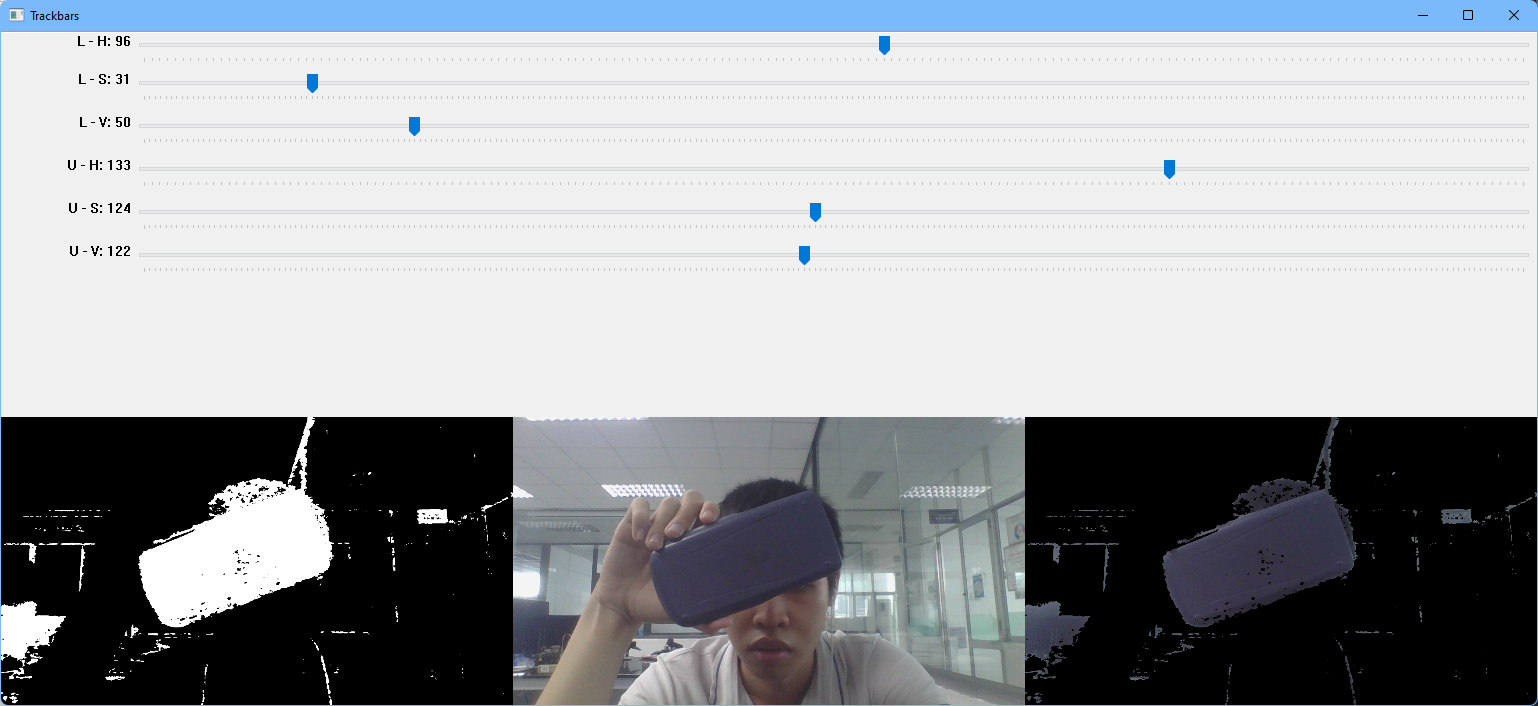 Trackbars
L - H: 96
L - S: 31
L - V: 50
U - H: 133
U - S: 124
U - V: 122